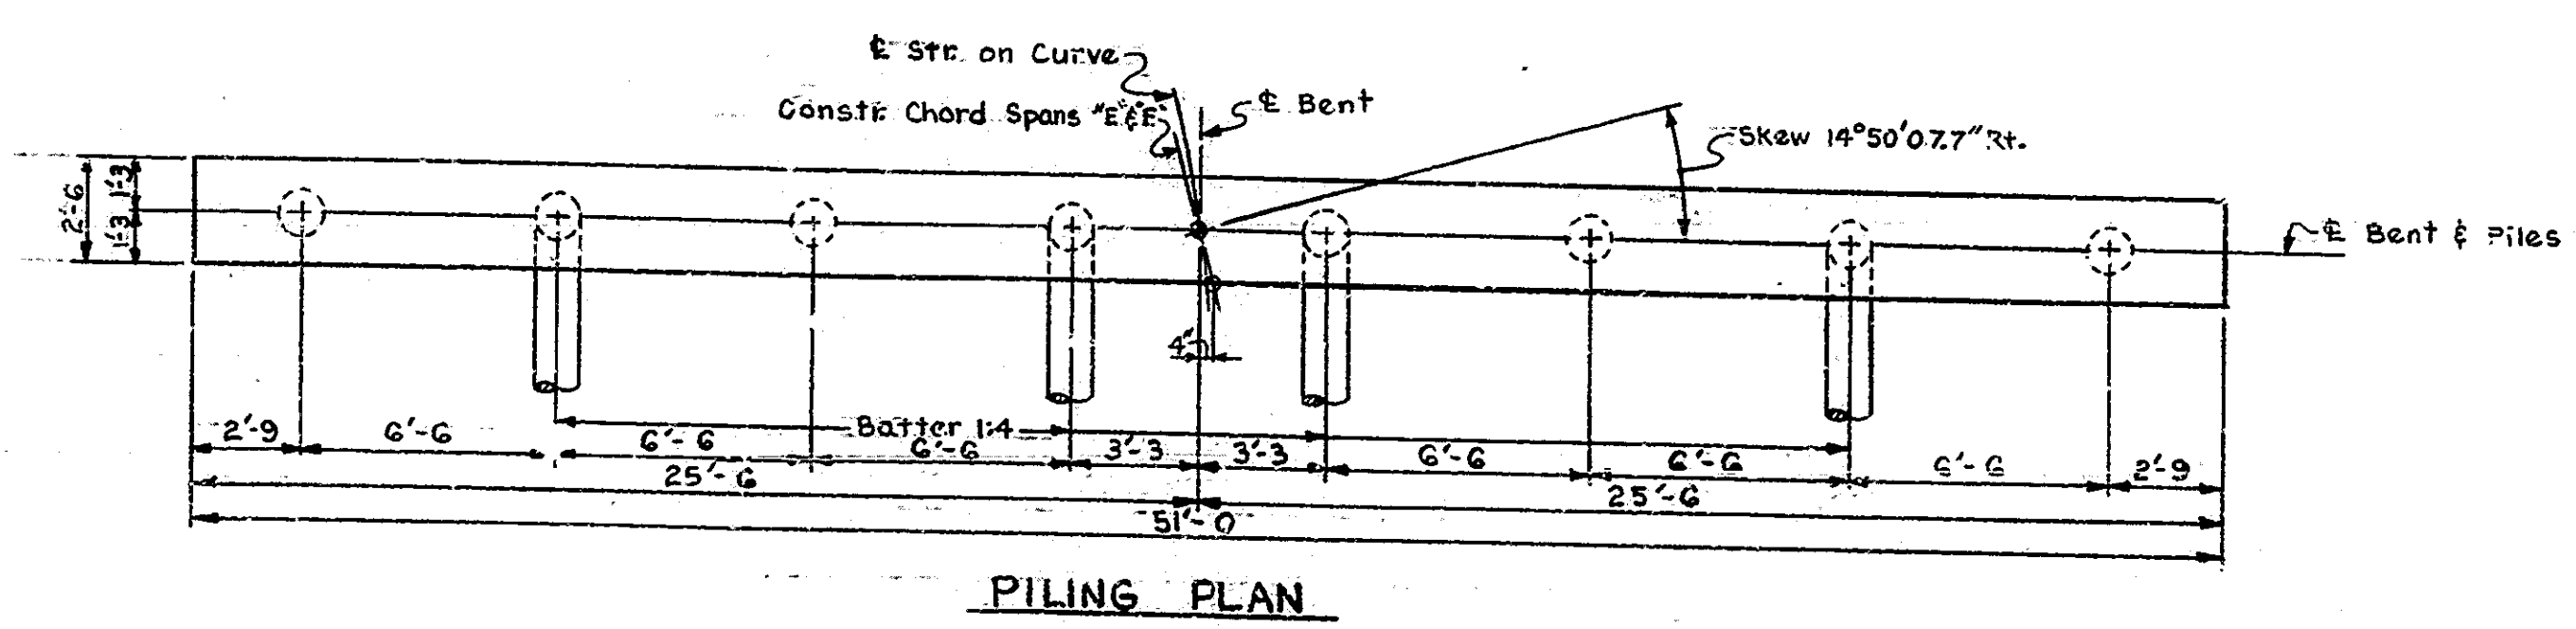 ℄ Str. on Curve
Constr. Chord Spans "E"&"E"
℄ Bent
Skew 14°50'07.7" Rt.
2'-6
1'-3
1'-3
℄ Bent & Piles
4"
Batter 1:4
2'-9
6'-6
6'-6
6'-6
3'-3
3'-3
6'-6
6'-6
6'-6
2'-9
25'-6
25'-6
51'-0
PILING PLAN